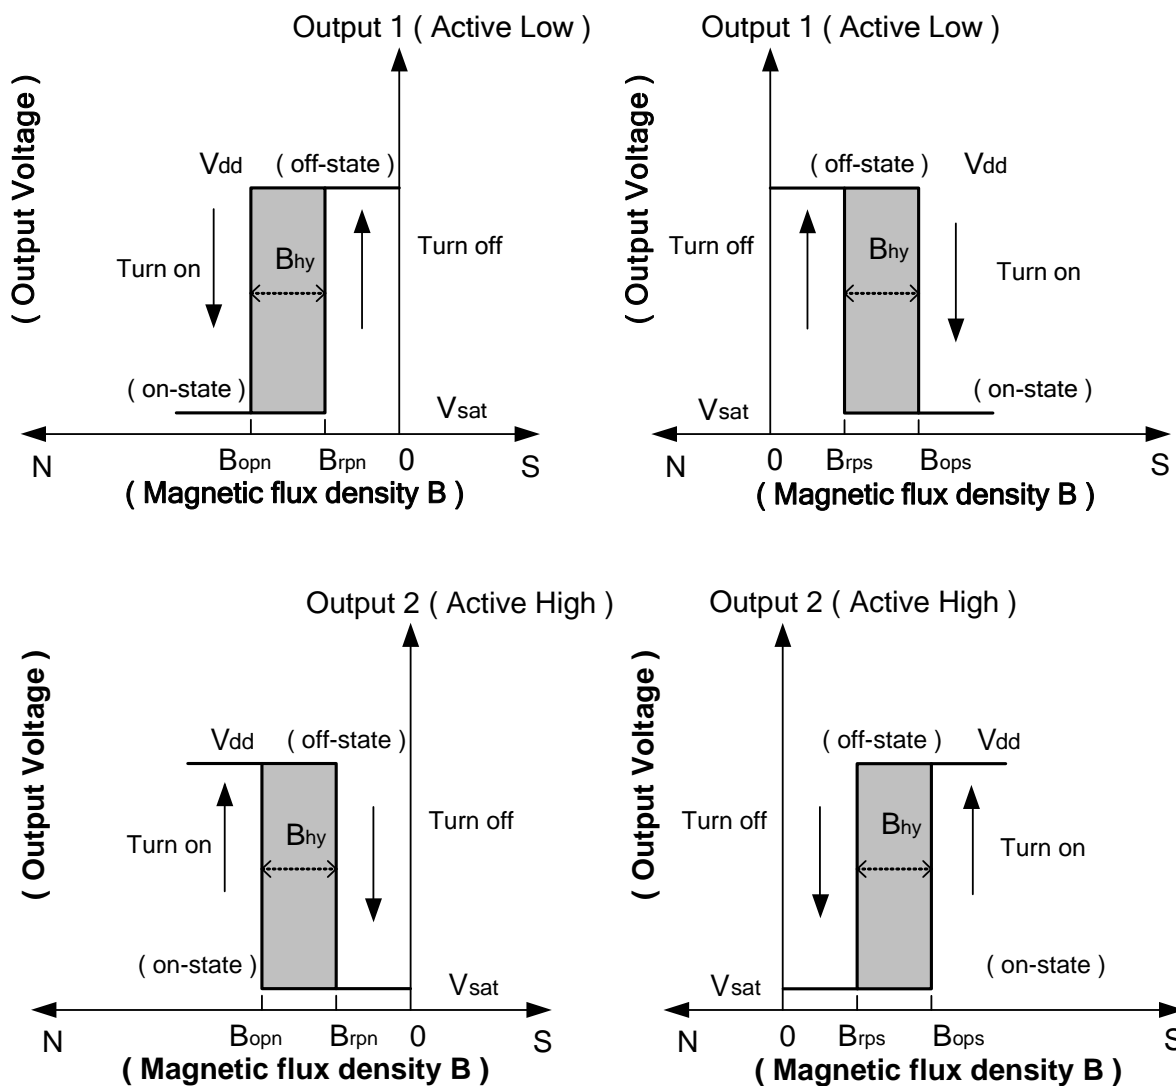 Output 1 ( Active Low )
( Output Voltage )
Vdd
( off-state )
Turn on
Bhy
Turn off
( on-state )
Vsat
N
Bopn
Brpn
0
S
( Magnetic flux density B )
Output 1 ( Active Low )
( Output Voltage )
( off-state )
Vdd
Turn off
Bhy
Turn on
Vsat
( on-state )
N
0
Brps
Bops
S
( Magnetic flux density B )
Output 2 ( Active High )
( Output Voltage )
Vdd
( off-state )
Turn on
Bhy
Turn off
( on-state )
Vsat
N
Bopn
Brpn
0
S
( Magnetic flux density B )
Output 2 ( Active High )
( Output Voltage )
( off-state )
Vdd
Turn off
Bhy
Turn on
Vsat
( on-state )
N
0
Brps
Bops
S
( Magnetic flux density B )